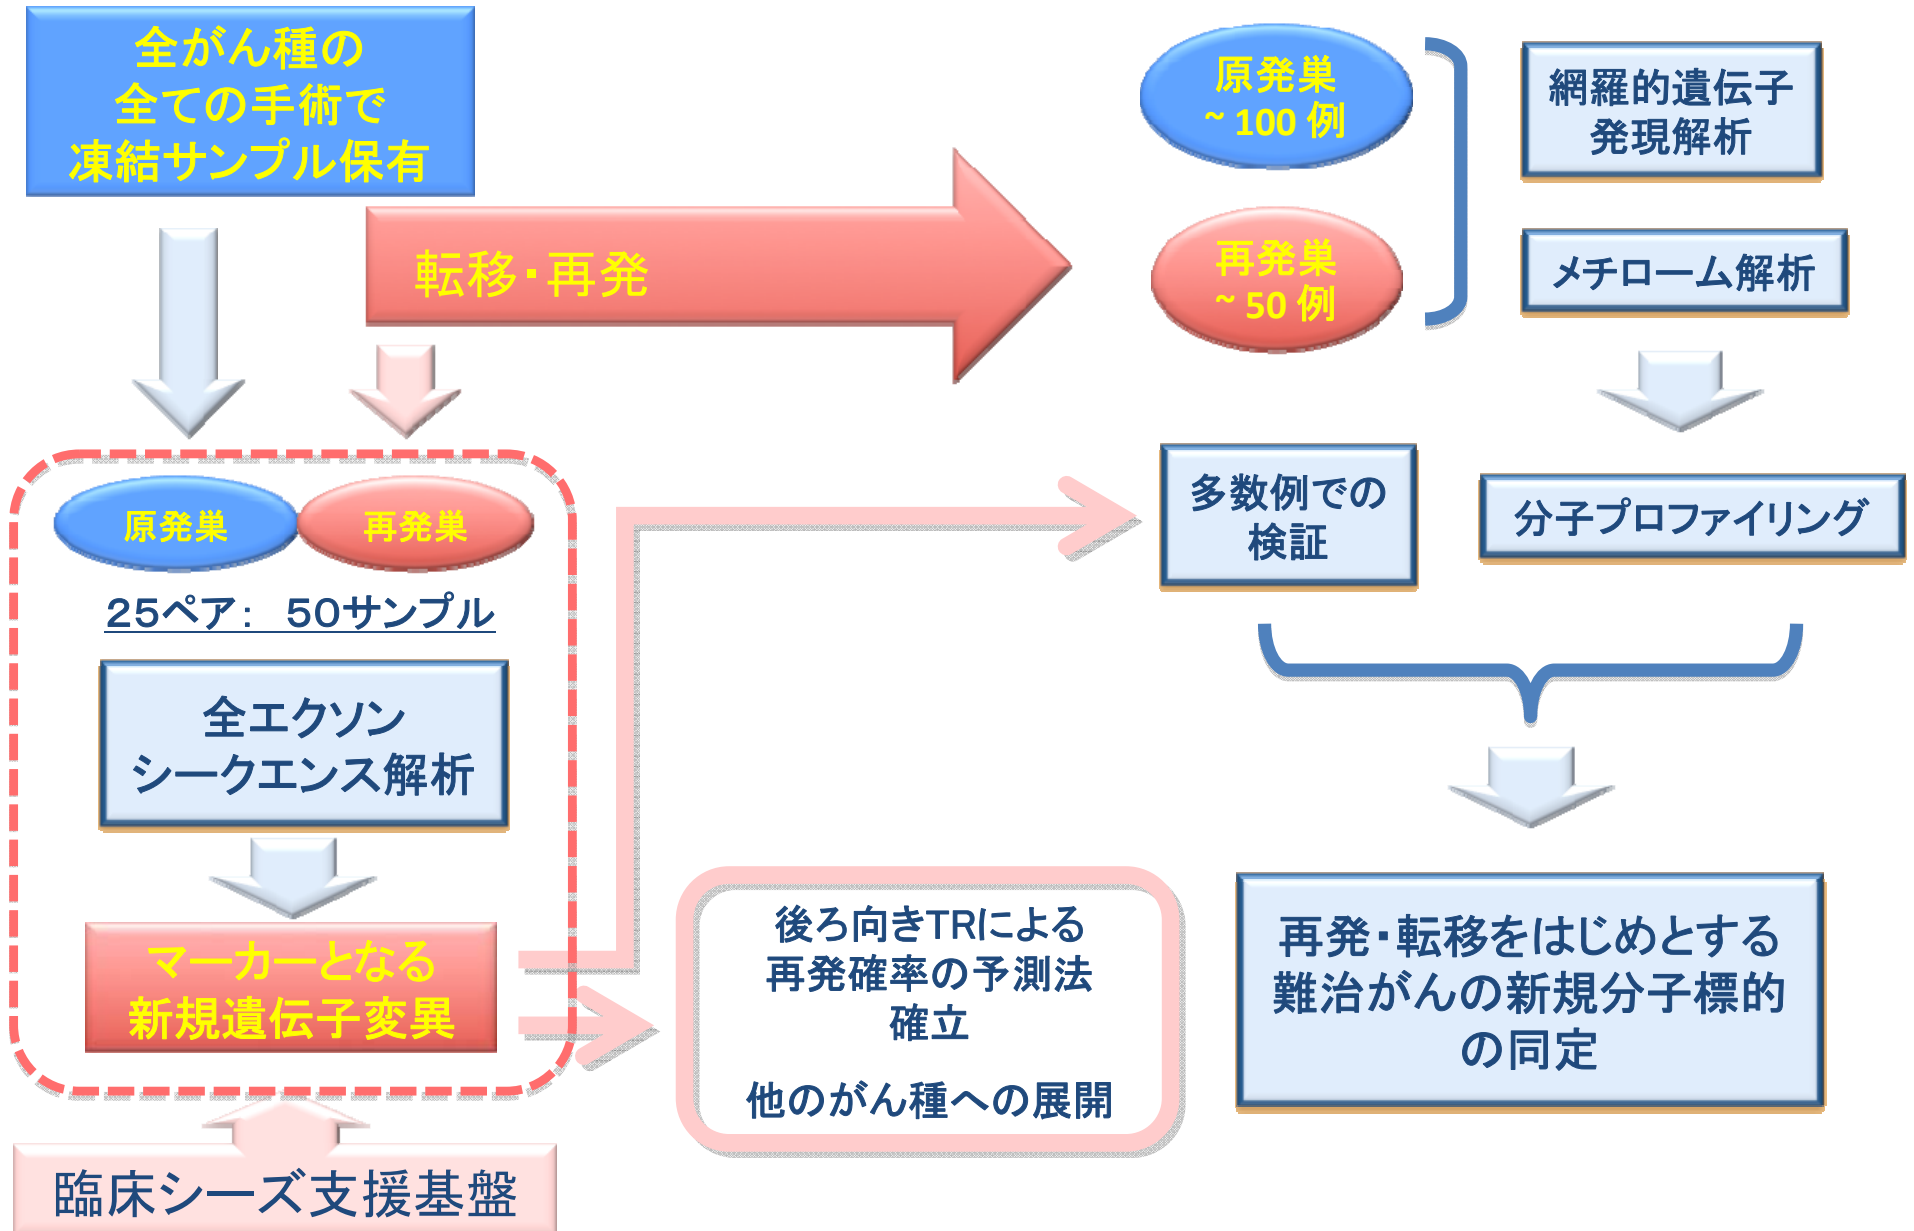 全がん種の
全ての手術で
凍結サンプル保有
転移・再発
原発巣
~ 100 例
再発巣
~ 50 例
網羅的遺伝子
発現解析
メチローム解析
原発巣
再発巣
25ペア： 50サンプル
全エクソン
シークエンス解析
マーカーとなる
新規遺伝子変異
臨床シーズ支援基盤
多数例での
検証
分子プロファイリング
後ろ向きTRによる
再発確率の予測法
確立
他のがん種への展開
再発・転移をはじめとする
難治がんの新規分子標的
の同定